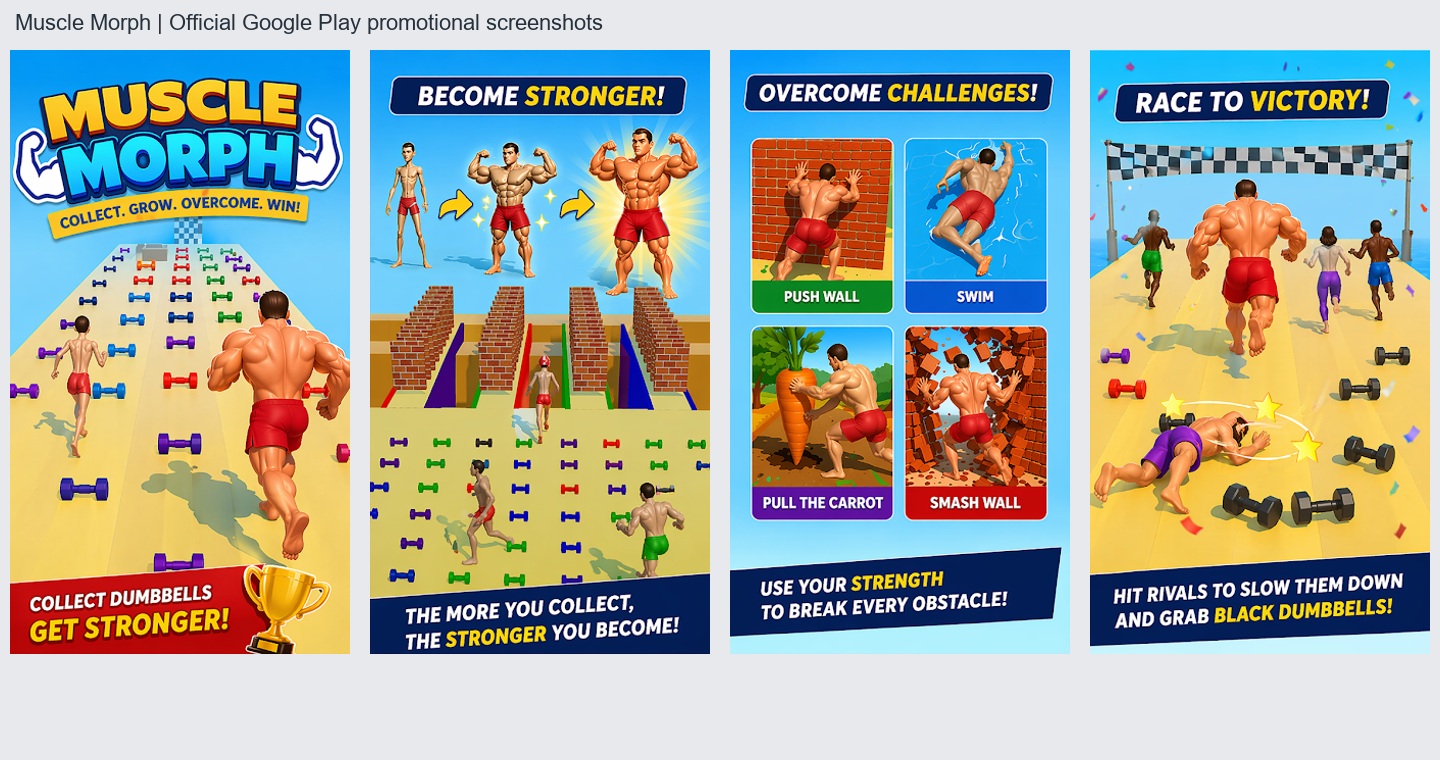 Muscle Morph | Official Google Play promotional screenshots
MUSCLE
MORPH
COLLECT. GROW. OVERCOME. WIN!
COLLECT DUMBBELLS
GET STRONGER!
BECOME STRONGER!
THE MORE YOU COLLECT,
THE STRONGER YOU BECOME!
OVERCOME CHALLENGES!
PUSH WALL
SWIM
PULL THE CARROT
SMASH WALL
USE YOUR STRENGTH
TO BREAK EVERY OBSTACLE!
RACE TO VICTORY!
HIT RIVALS TO SLOW THEM DOWN
AND GRAB BLACK DUMBBELLS!